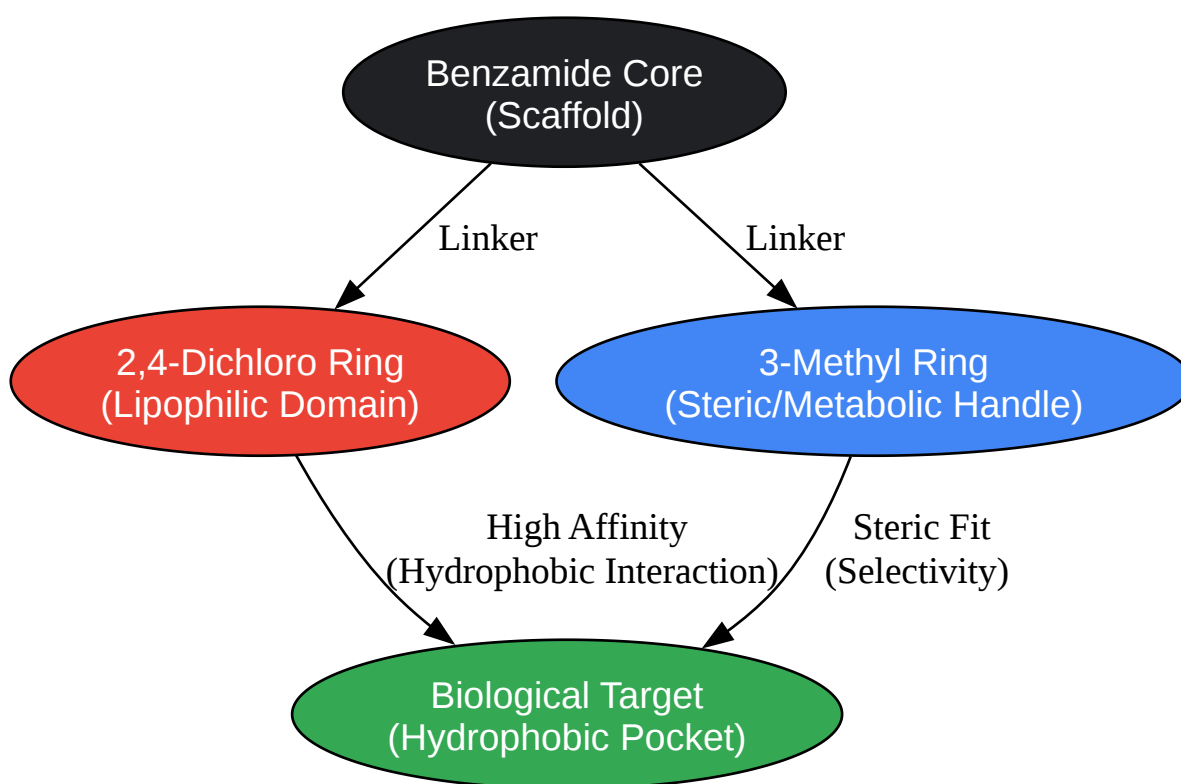 Benzamide Core
(Scaffold)
Linker
Linker
2,4-Dichloro Ring
(Lipophilic Domain)
3-Methyl Ring
(Steric/Metabolic Handle)
High Affinity
(Hydrophobic Interaction)
Steric Fit
(Selectivity)
Biological Target
(Hydrophobic Pocket)